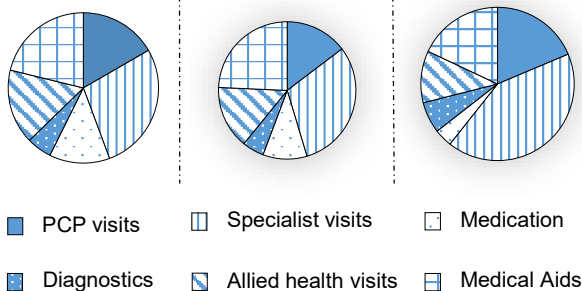 PCP visits
Specialist visits
Medication
Diagnostics
Allied health visits
Medical Aids